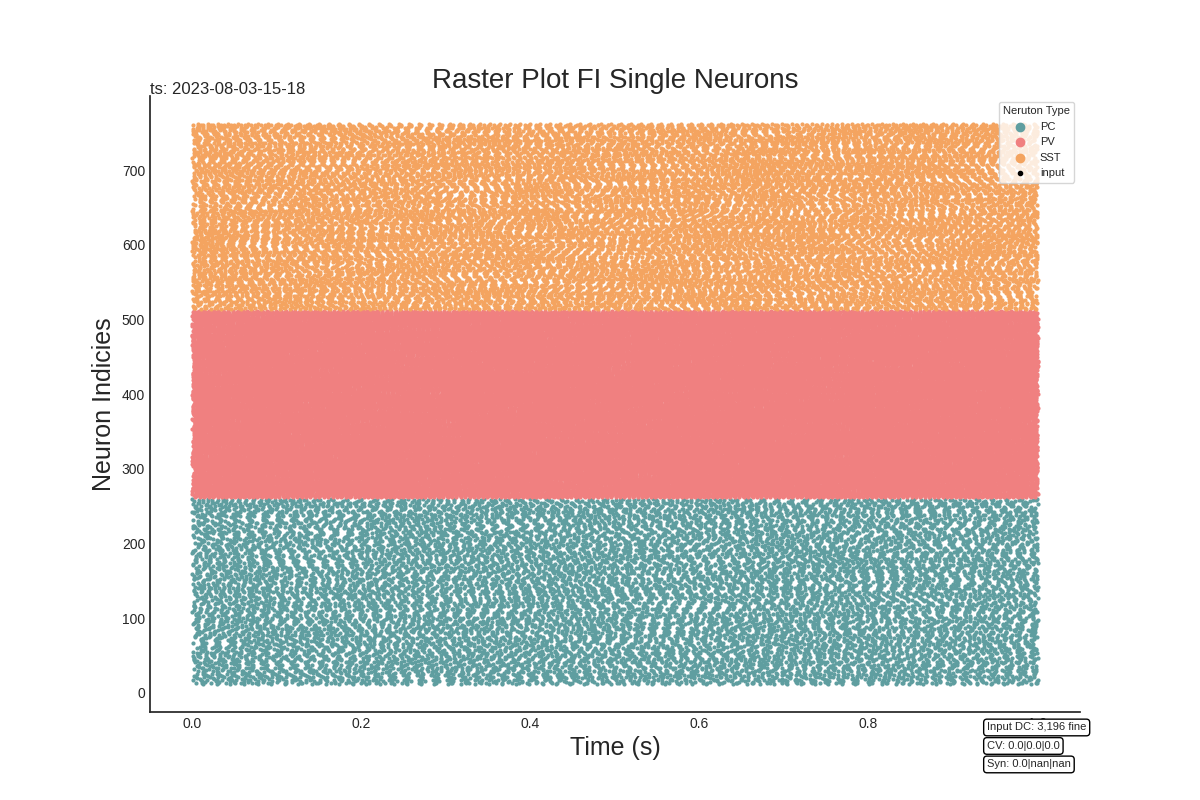 Raster Plot FI Single Neurons
ts: 2023-08-03-15-18
Neruton Type
PC
PV
SST
input
Neuron Indicies
700
600
500
400
300
200
100
0
0.0 0.2 0.4 0.6 0.8
Time (s)
Input DC: 3,196 fine
CV: 0.0|0.0|0.0
Syn: 0.0|nan|nan